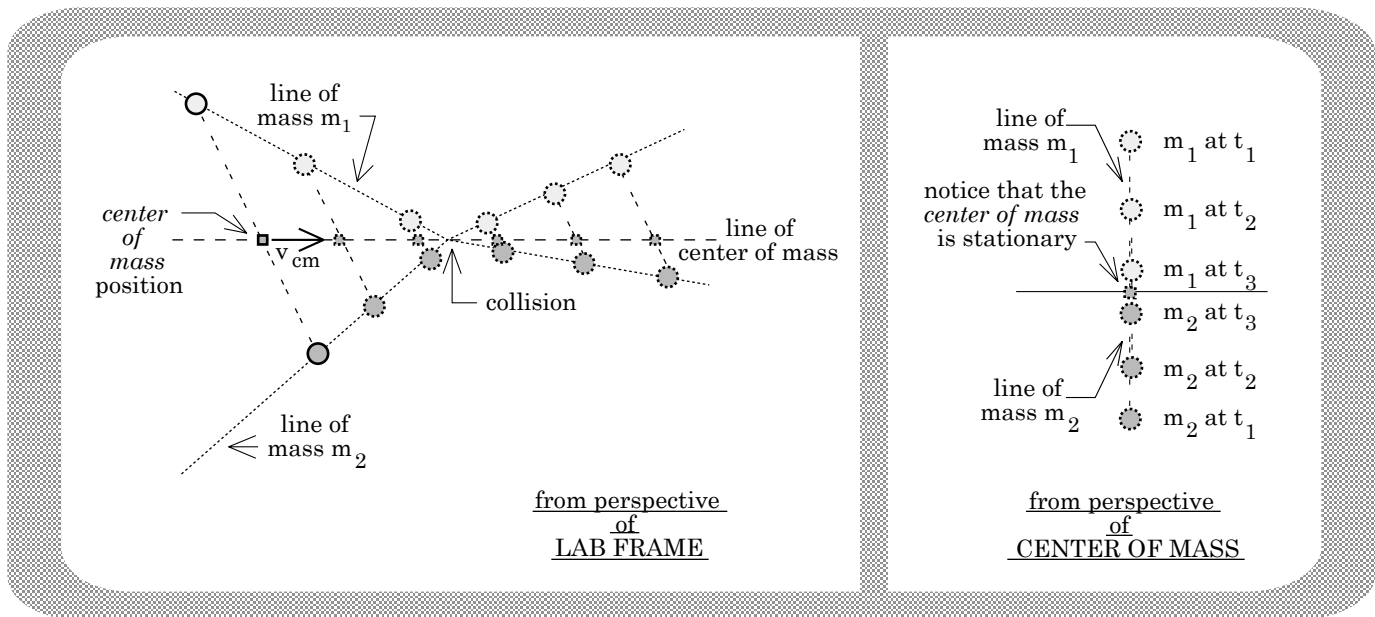 line of
mass m1
center
of
mass
position
vcm
collision
line of
center of mass
line of
mass m2
from perspective
of
LAB FRAME
line of
mass m1
notice that the
center of mass
is stationary
line of
mass m2
m1 at t1
m1 at t2
m1 at t3
m2 at t3
m2 at t2
m2 at t1
from perspective
of
CENTER OF MASS